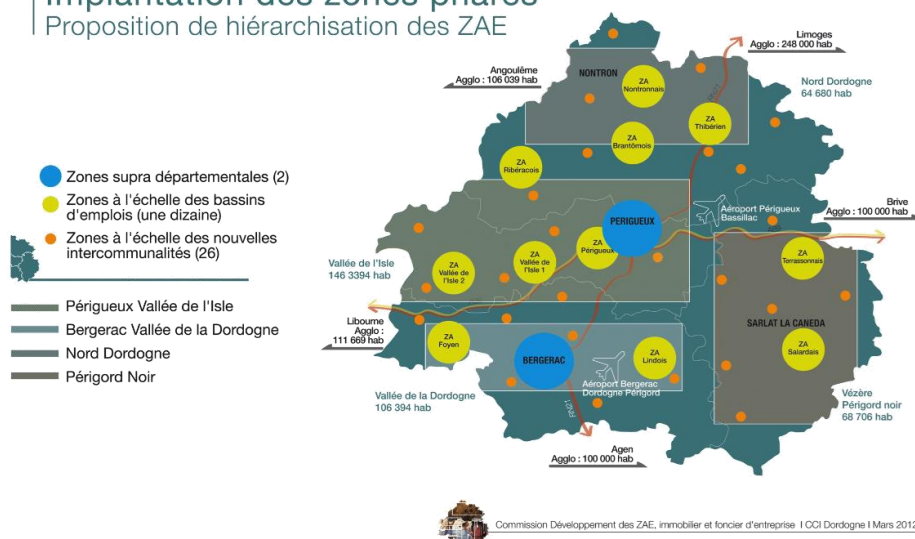 Implantation des zones phares
Proposition de hiérarchisation des ZAE
Limoges
Agglo : 248 000 hab
Angoulême
Agglo : 106 039 hab
NONTRON
ZA
Nontronnais
Nord Dordogne
64 680 hab
ZA
Thibérien
ZA
Brantômois
ZA
Ribéracois
Zones supra départementales (2)
Zones à l'échelle des bassins
d'emplois (une dizaine)
Zones à l'échelle des nouvelles
intercommunalités (26)
PERIGUEUX
Aéroport Périgueux
Bassillac
Brive
Agglo : 100 000 hab
ZA
Périgueux
ZA
Vallée de
l'Isle 1
ZA
Vallée de
l'Isle 2
ZA
Terrassonnais
Vallée de l'Isle
146 3394 hab
Périgueux Vallée de l'Isle
Bergerac Vallée de la Dordogne
Nord Dordogne
Périgord Noir
Libourne
Agglo :
111 669 hab
ZA
Foyen
BERGERAC
ZA
Lindois
SARLAT LA CANEDA
ZA
Salardais
Aéroport Bergerac
Dordogne Périgord
Vallée de la Dordogne
106 394 hab
RN21
Vézère
Périgord noir
68 706 hab
Agen
Agglo : 100 000 hab
Commission Développement des ZAE, immobilier et foncier d'entreprise I CCI Dordogne I Mars 2012